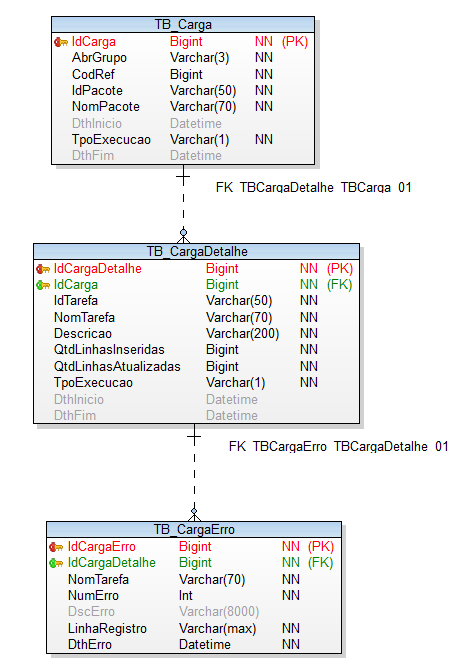 TB_Carga
IdCarga Bigint NN (PK)
AbrGrupo Varchar(3) NN
CodRef Bigint NN
IdPacote Varchar(50) NN
NomPacote Varchar(70) NN
DthInicio Datetime
TpoExecucao Varchar(1) NN
DthFim Datetime
FK_TBCargaDetalhe_TBCarga_01
TB_CargaDetalhe
IdCargaDetalhe Bigint NN (PK)
IdCarga Bigint NN (FK)
IdTarefa Varchar(50) NN
NomTarefa Varchar(70) NN
Descricao Varchar(200) NN
QtdLinhasInseridas Bigint NN
QtdLinhasAtualizadas Bigint NN
TpoExecucao Varchar(1) NN
DthInicio Datetime
DthFim Datetime
FK_TBCargaErro_TBCargaDetalhe_01
TB_CargaErro
IdCargaErro Bigint NN (PK)
IdCargaDetalhe Bigint NN (FK)
NomTarefa Varchar(70) NN
NumErro Int NN
DscErro Varchar(8000)
LinhaRegistro Varchar(max) NN
DthErro Datetime NN